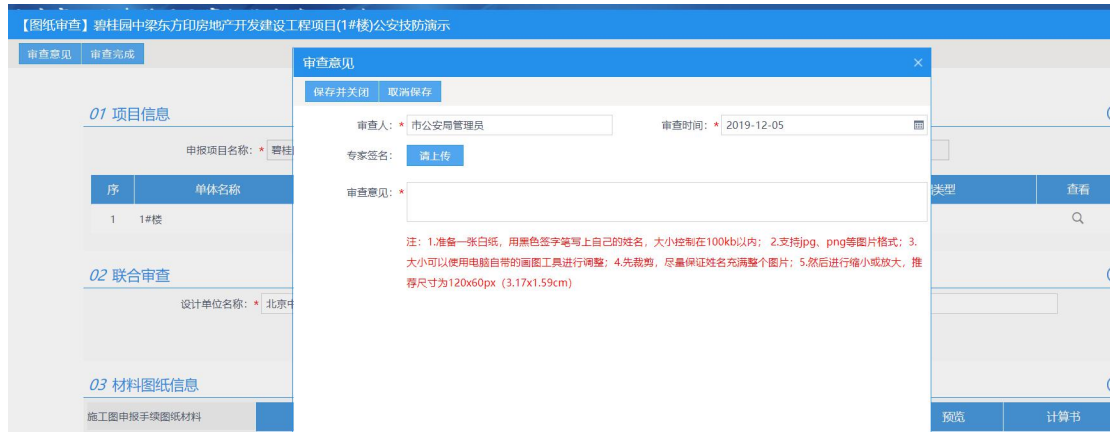 【图纸审查】碧桂园中梁东方印房地产开发建设工程项目(1#楼)公安技防演示
审查意见 审查完成
审查意见 ×
保存并关闭 取消保存
01 项目信息
审查人: * 市公安局管理员 审查时间: * 2019-12-05
申报项目名称: * 碧桂
专家签名: 请上传
序 单体名称 类型 查看
审查意见: *
1 1#楼
注：1.准备一张白纸，用黑色签字笔写上自己的姓名，大小控制在100kb以内； 2.支持jpg、png等图片格式；3.
大小可以使用电脑自带的画图工具进行调整；4.先裁剪，尽量保证姓名充满整个图片；5.然后进行缩小或放大，推
荐尺寸为120x60px（3.17x1.59cm）
02 联合审查
设计单位名称: * 北京中
03 材料图纸信息
施工图申报手续图纸材料 预览 计算书